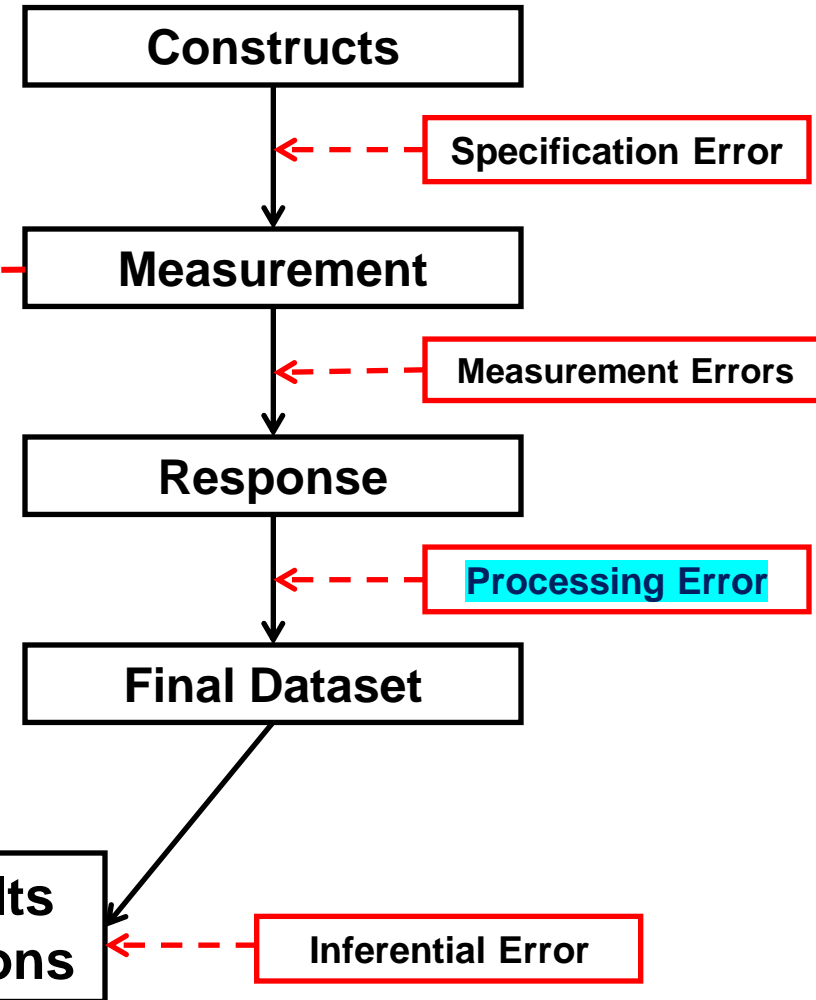 Constructs
Specification Error
Measurement
Measurement Errors
Response
Processing Error
Final Dataset
Inferential Error